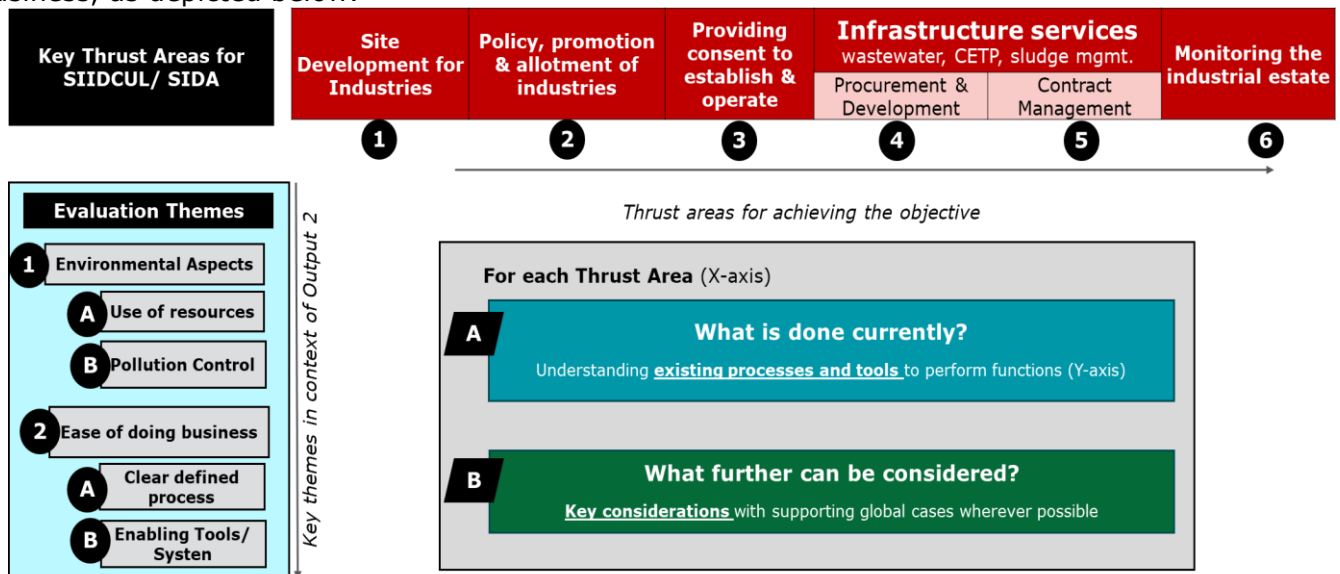 business, as depicted below.
Key Thrust Areas for
SIIDCUL/ SIDA
Site
Development for
Industries
Policy, promotion
& allotment of
industries
Providing
consent to
establish &
operate
Infrastructure services
wastewater, CETP, sludge mgmt.
Procurement &
Development
Contract
Management
Monitoring the
industrial estate
1
2
3
4
5
6
Thrust areas for achieving the objective
Evaluation Themes
1
Environmental Aspects
A
Use of resources
B
Pollution Control
2
Ease of doing business
A
Clear defined
process
B
Enabling Tools/
Systen
Key themes in context of Output 2
For each Thrust Area (X-axis)
A
What is done currently?
Understanding existing processes and tools to perform functions (Y-axis)
B
What further can be considered?
Key considerations with supporting global cases wherever possible